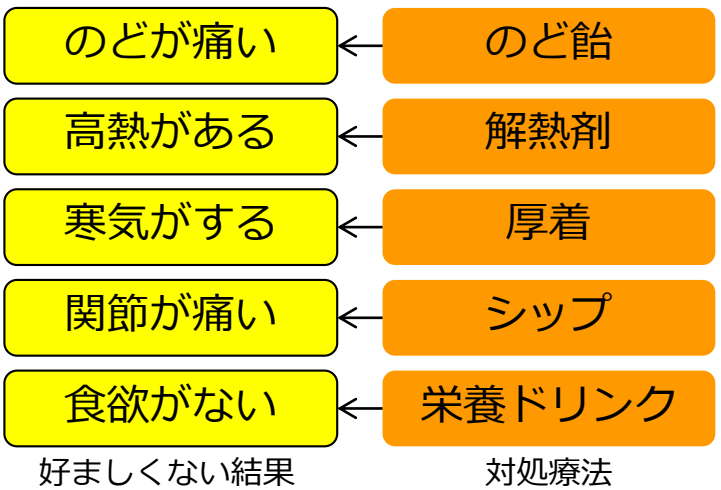 のどが痛い のど飴
高熱がある 解熱剤
寒気がする 厚着
関節が痛い シップ
食欲がない 栄養ドリンク
好ましくない結果 対処療法